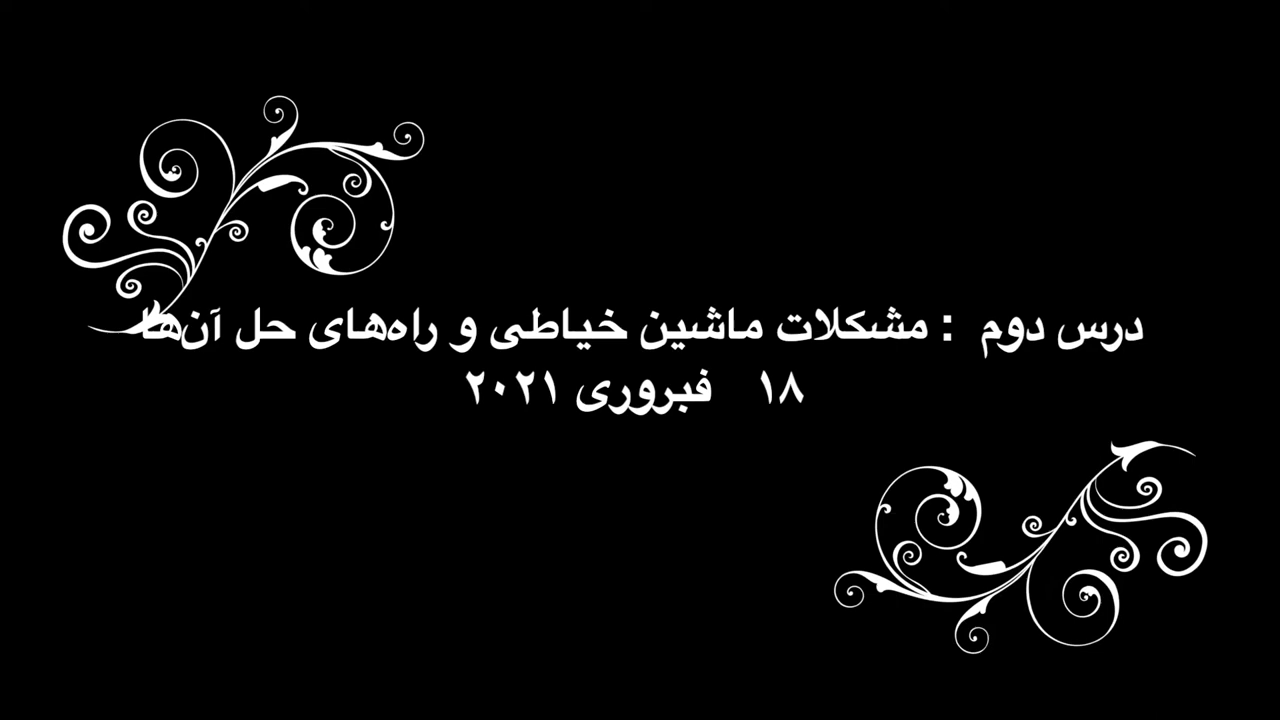 درس دوم : مشکلات ماشین خیاطی و راه‌های حل آن‌ها
۱۸ فبروری ۲۰۲۱